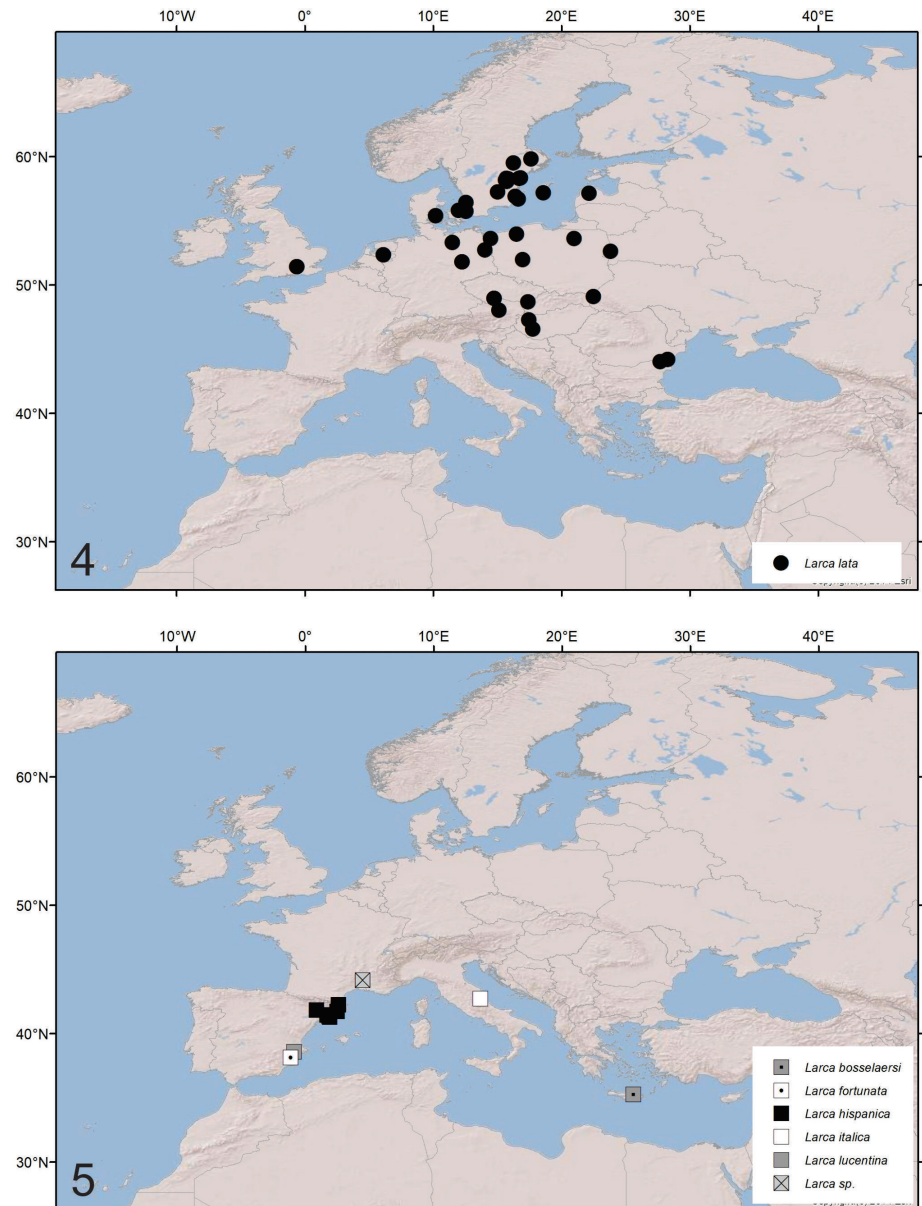 10°W 0° 10°E 20°E 30°E 40°E
60°N
50°N
40°N
30°N
4
Larca lata
10°W 0° 10°E 20°E 30°E 40°E
60°N
50°N
40°N
30°N
5
Larca bosselaersi
Larca fortunata
Larca hispanica
Larca italica
Larca lucentina
Larca sp.